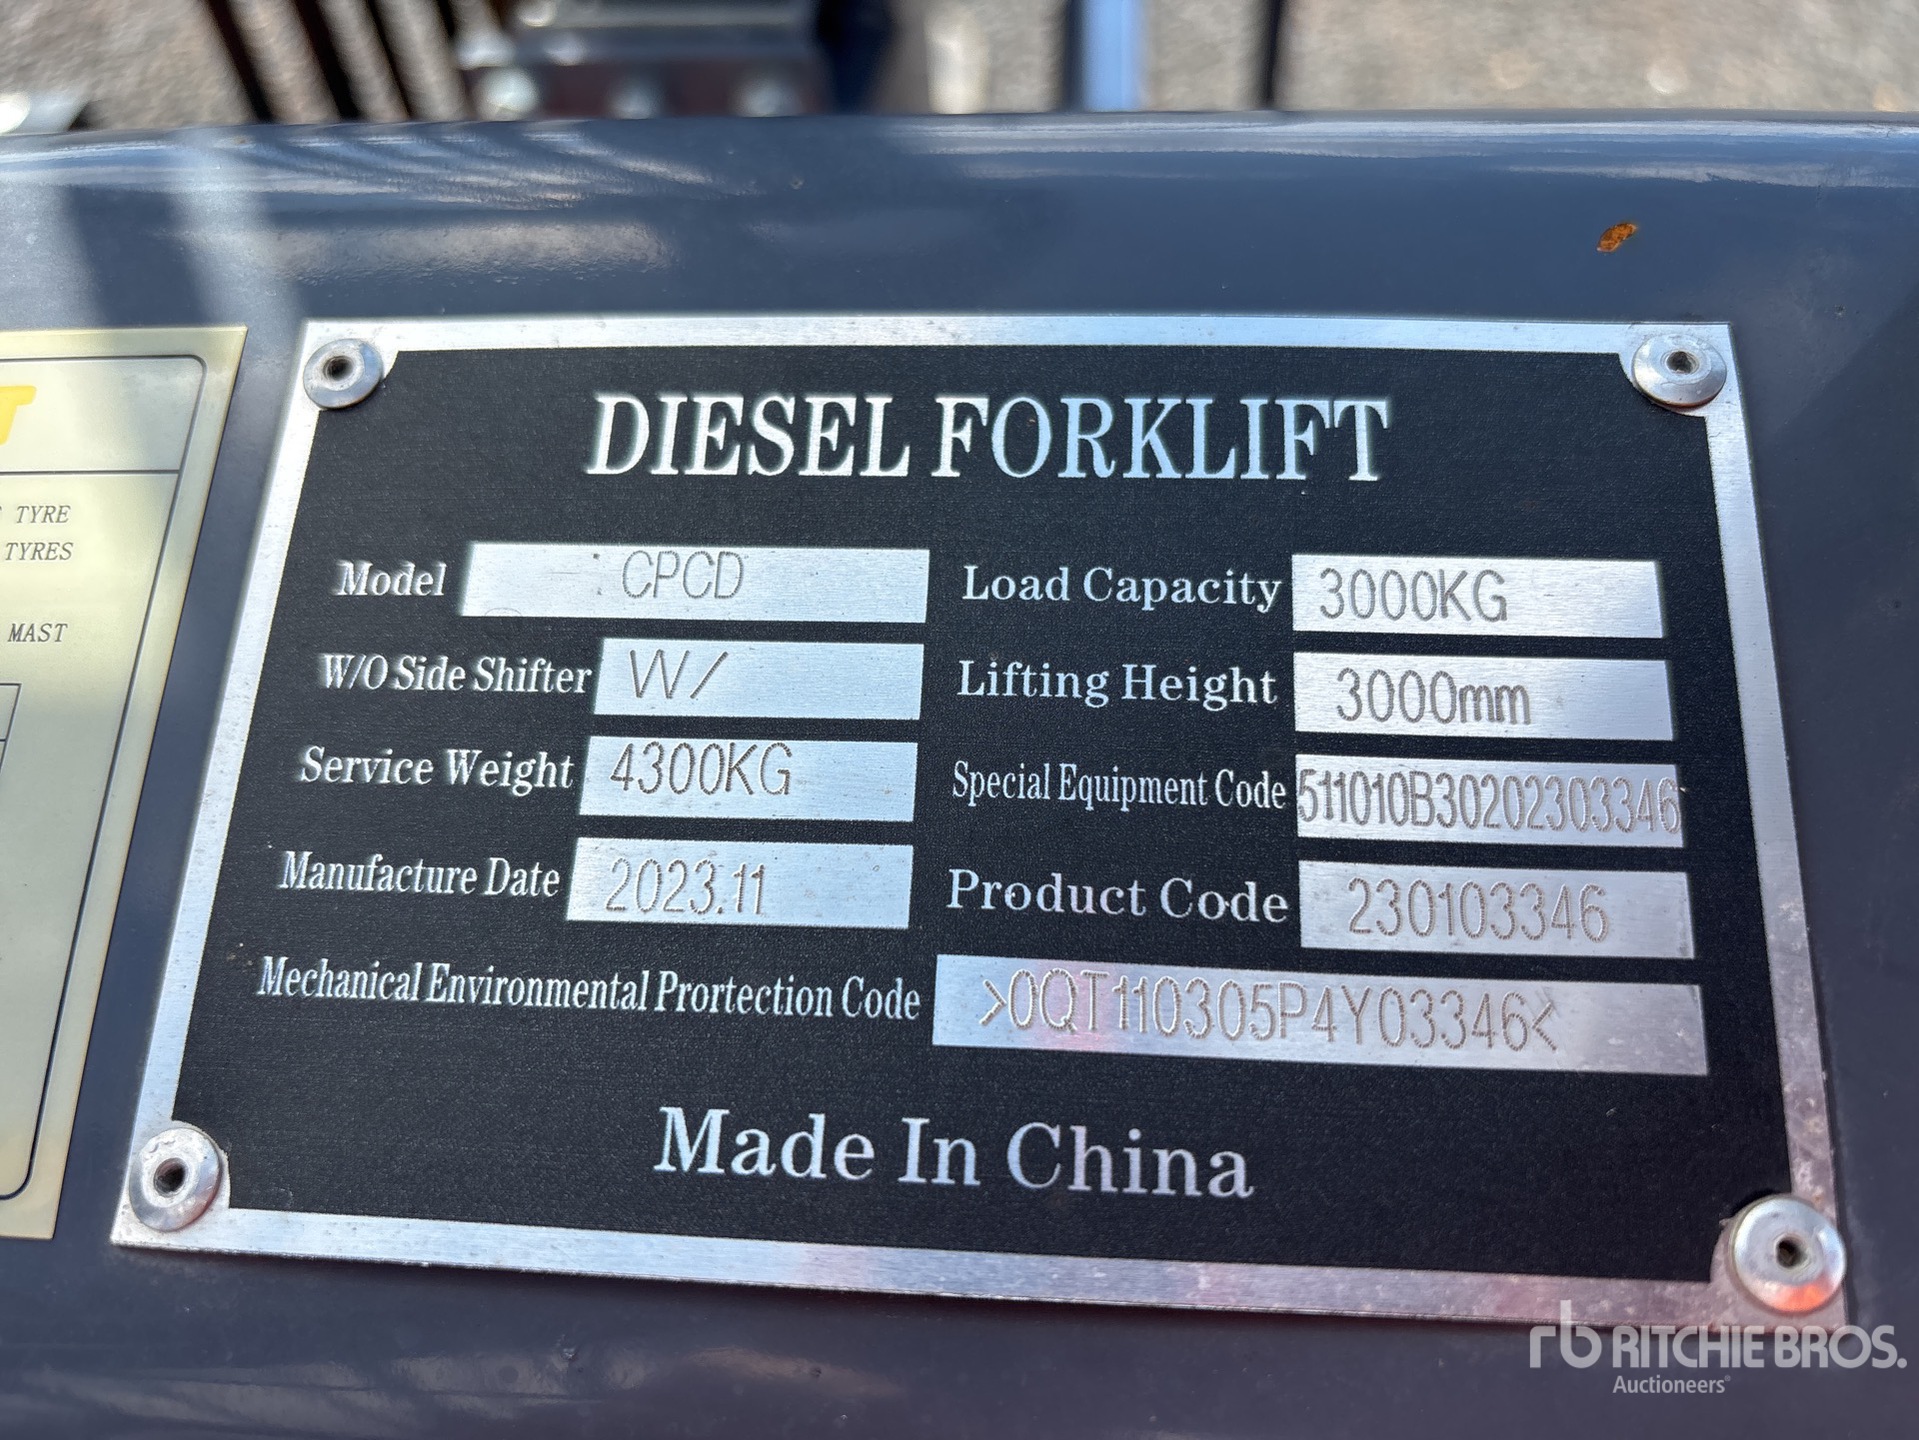 T
TYRE
TYRES
MAST
DIESEL FORKLIFT
Model CPCD Load Capacity 3000KG
W/O Side Shifter W/ Lifting Height 3000mm
Service Weight 4300KG Special Equipment Code 511010B30202303346
Manufacture Date 2023.11 Product Code 230103346
Mechanical Environmental Prortection Code >0QT110305P4Y03346<
Made In China
rb RITCHIE BROS.
Auctioneers